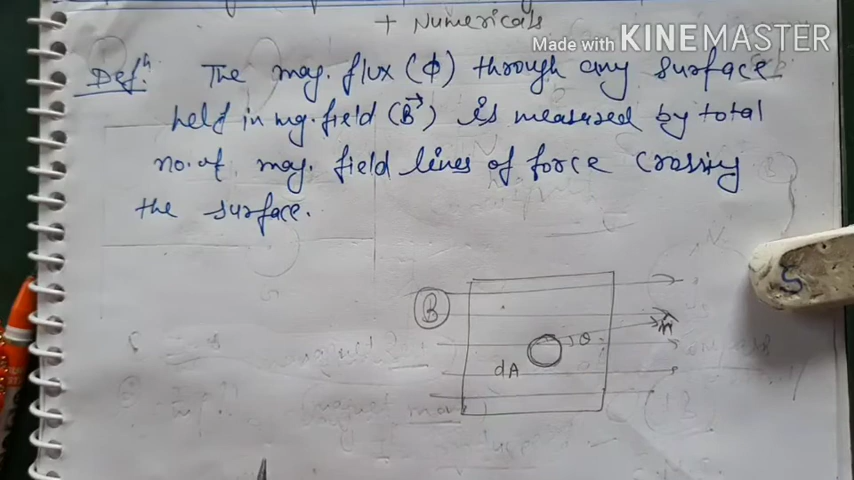 + Numericals
Made with KINEMASTER
Defⁿ The mag. flux (ϕ) through any surface
held in mg. field (B⃗) is measured by total
no. of mag. field lines of force crossing
the surface.
B
θ
n̂
dA
S